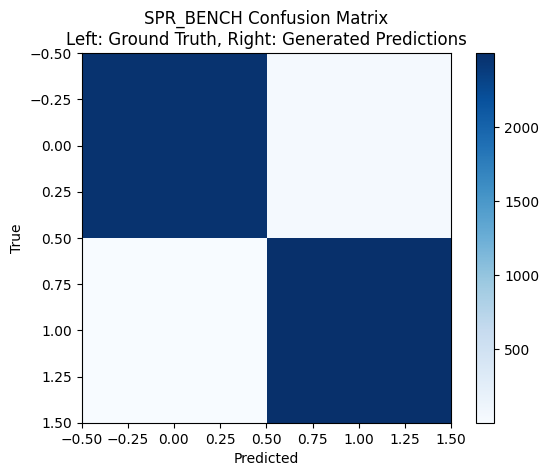 SPR_BENCH Confusion Matrix
Left: Ground Truth, Right: Generated Predictions
−0.50
−0.25
0.00
0.25
0.50
0.75
1.00
1.25
1.50
True
−0.50 −0.25 0.00 0.25 0.50 0.75 1.00 1.25 1.50
Predicted
2000
1500
1000
500